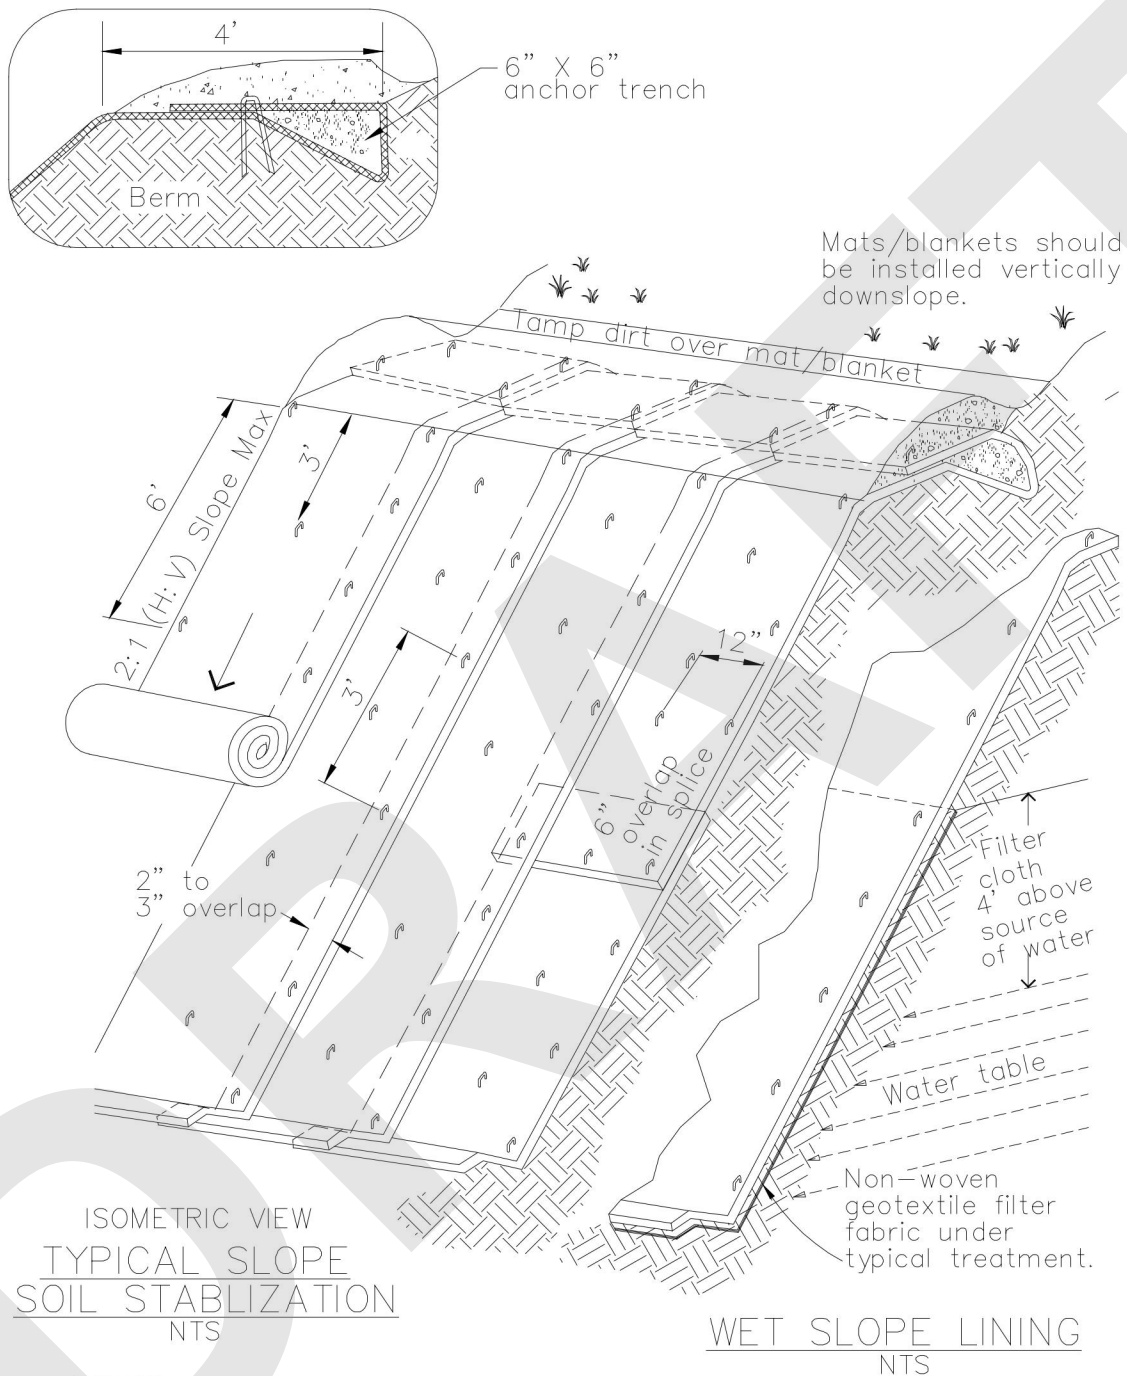 4'
6” X 6”
anchor trench
Berm
Mats/blankets should
be installed vertically
downslope.
Tamp dirt over mat/blanket
6'
3'
2:1 (H:V) Slope Max
12”
3'
6”
overlap
in splice
Filter
cloth
4' above
source
of water
2” to
3” overlap
Water table
Non-woven
geotextile filter
fabric under
typical treatment.
ISOMETRIC VIEW
TYPICAL SLOPE
SOIL STABLIZATION
NTS
WET SLOPE LINING
NTS
DRAFT